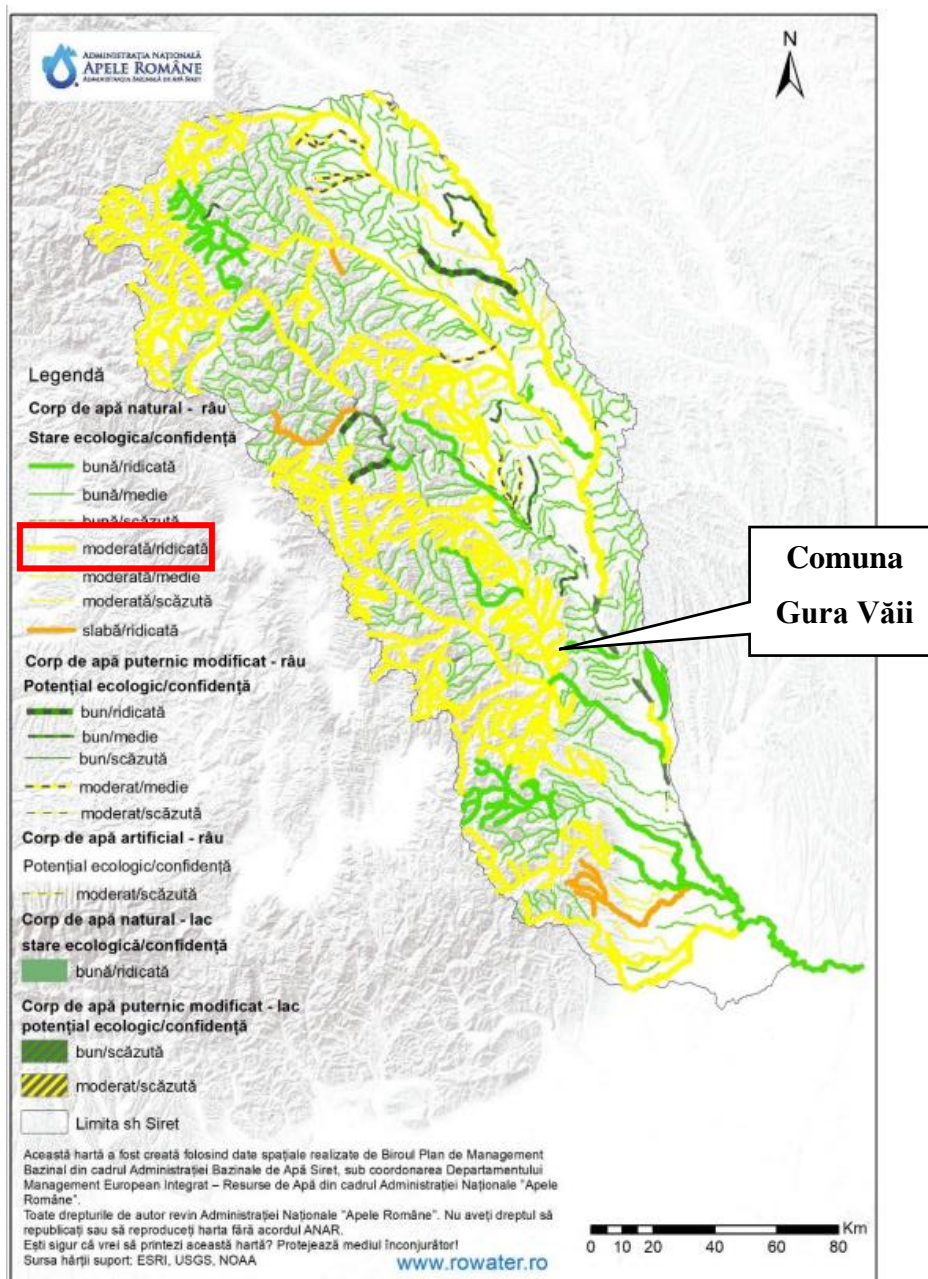 ADMINISTRAȚIA NAȚIONALĂ
APELE ROMÂNE
ADMINISTRAȚIA BAZINALĂ DE APĂ SIRET
N
Legendă
Corp de apă natural - râu
Stare ecologica/confidență
bună/ridicată
bună/medie
bună/scăzută
moderată/ridicată
moderată/medie
moderată/scăzută
slabă/ridicată
Corp de apă puternic modificat - râu
Potențial ecologic/confidență
bun/ridicată
bun/medie
bun/scăzută
moderat/medie
moderat/scăzută
Corp de apă artificial - râu
Potențial ecologic/confidență
moderat/scăzută
Corp de apă natural - lac
stare ecologică/confidență
bună/ridicată
Corp de apă puternic modificat - lac
potențial ecologic/confidență
bun/scăzută
moderat/scăzută
Limita sh Siret
Comuna
Gura Văii
Această hartă a fost creată folosind date spațiale realizate de Biroul Plan de Management
Bazinal din cadrul Administrației Bazinale de Apă Siret, sub coordonarea Departamentului
Management European Integrat – Resurse de Apă din cadrul Administrației Naționale "Apele
Române".
Toate drepturile de autor revin Administrației Naționale "Apele Române". Nu aveți dreptul să
republicați sau să reproduceți harta fără acordul ANAR.
Ești sigur că vrei să printezi această hartă? Protejează mediul înconjurător!
Sursa hărții suport: ESRI, USGS, NOAA
www.rowater.ro
Km
0 10 20 40 60 80